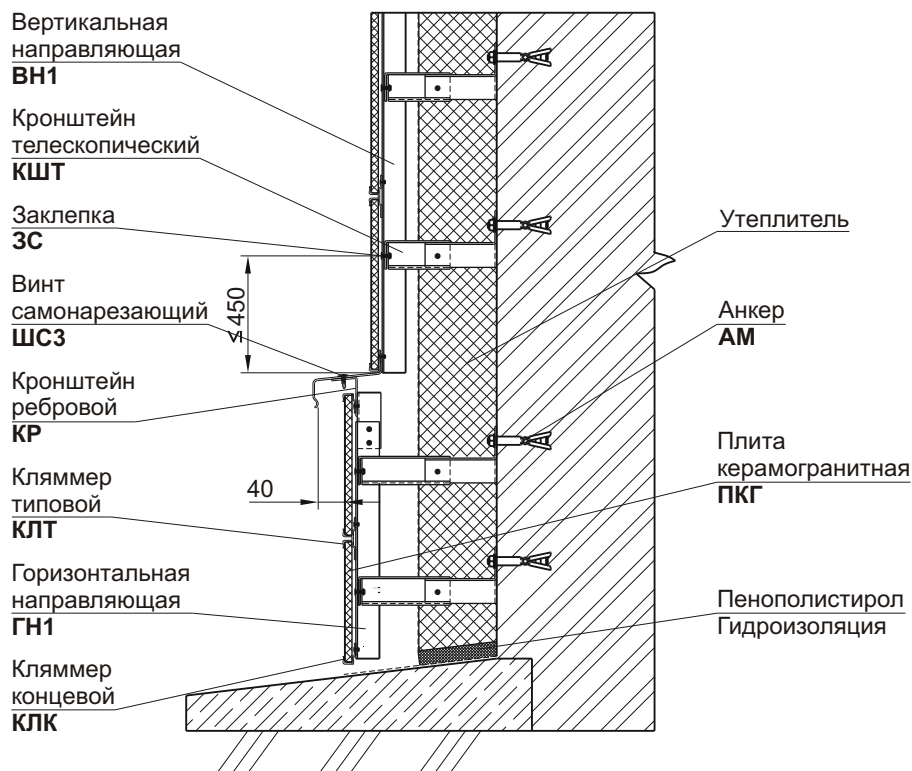 Вертикальная
направляющая
ВН1
Кронштейн
телескопический
КШТ
Заклепка
ЗС
Винт
самонарезающий
ШС3
Кронштейн
ребровой
КР
Кляммер
типовой
КЛТ
Горизонтальная
направляющая
ГН1
Кляммер
концевой
КЛК
≤450
40
Утеплитель
Анкер
АМ
Плита
керамогранитная
ПКГ
Пенополистирол
Гидроизоляция